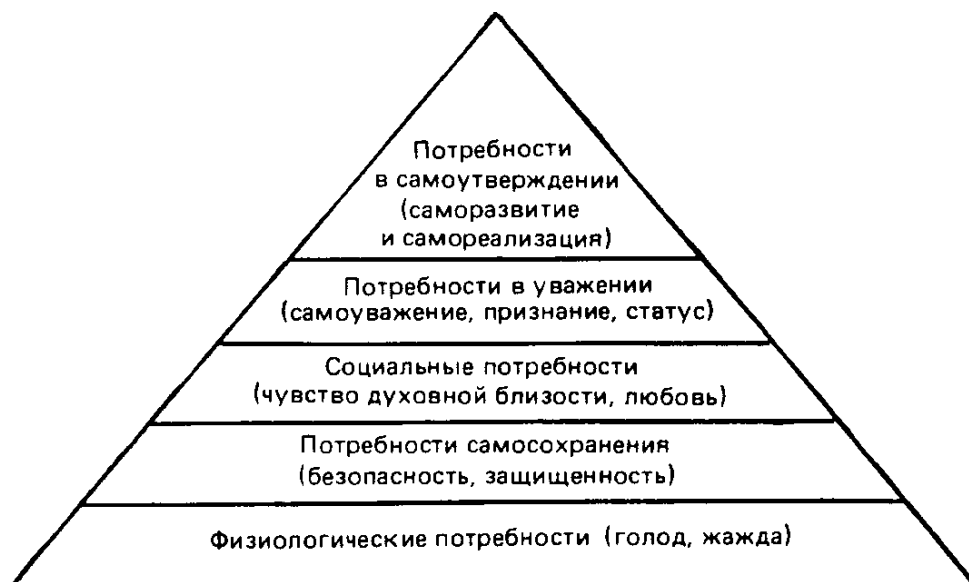 Потребности
в самоутверждении
(саморазвитие
и самореализация)
Потребности в уважении
(самоуважение, признание, статус)
Социальные потребности
(чувство духовной близости, любовь)
Потребности самосохранения
(безопасность, защищенность)
Физиологические потребности (голод, жажда)